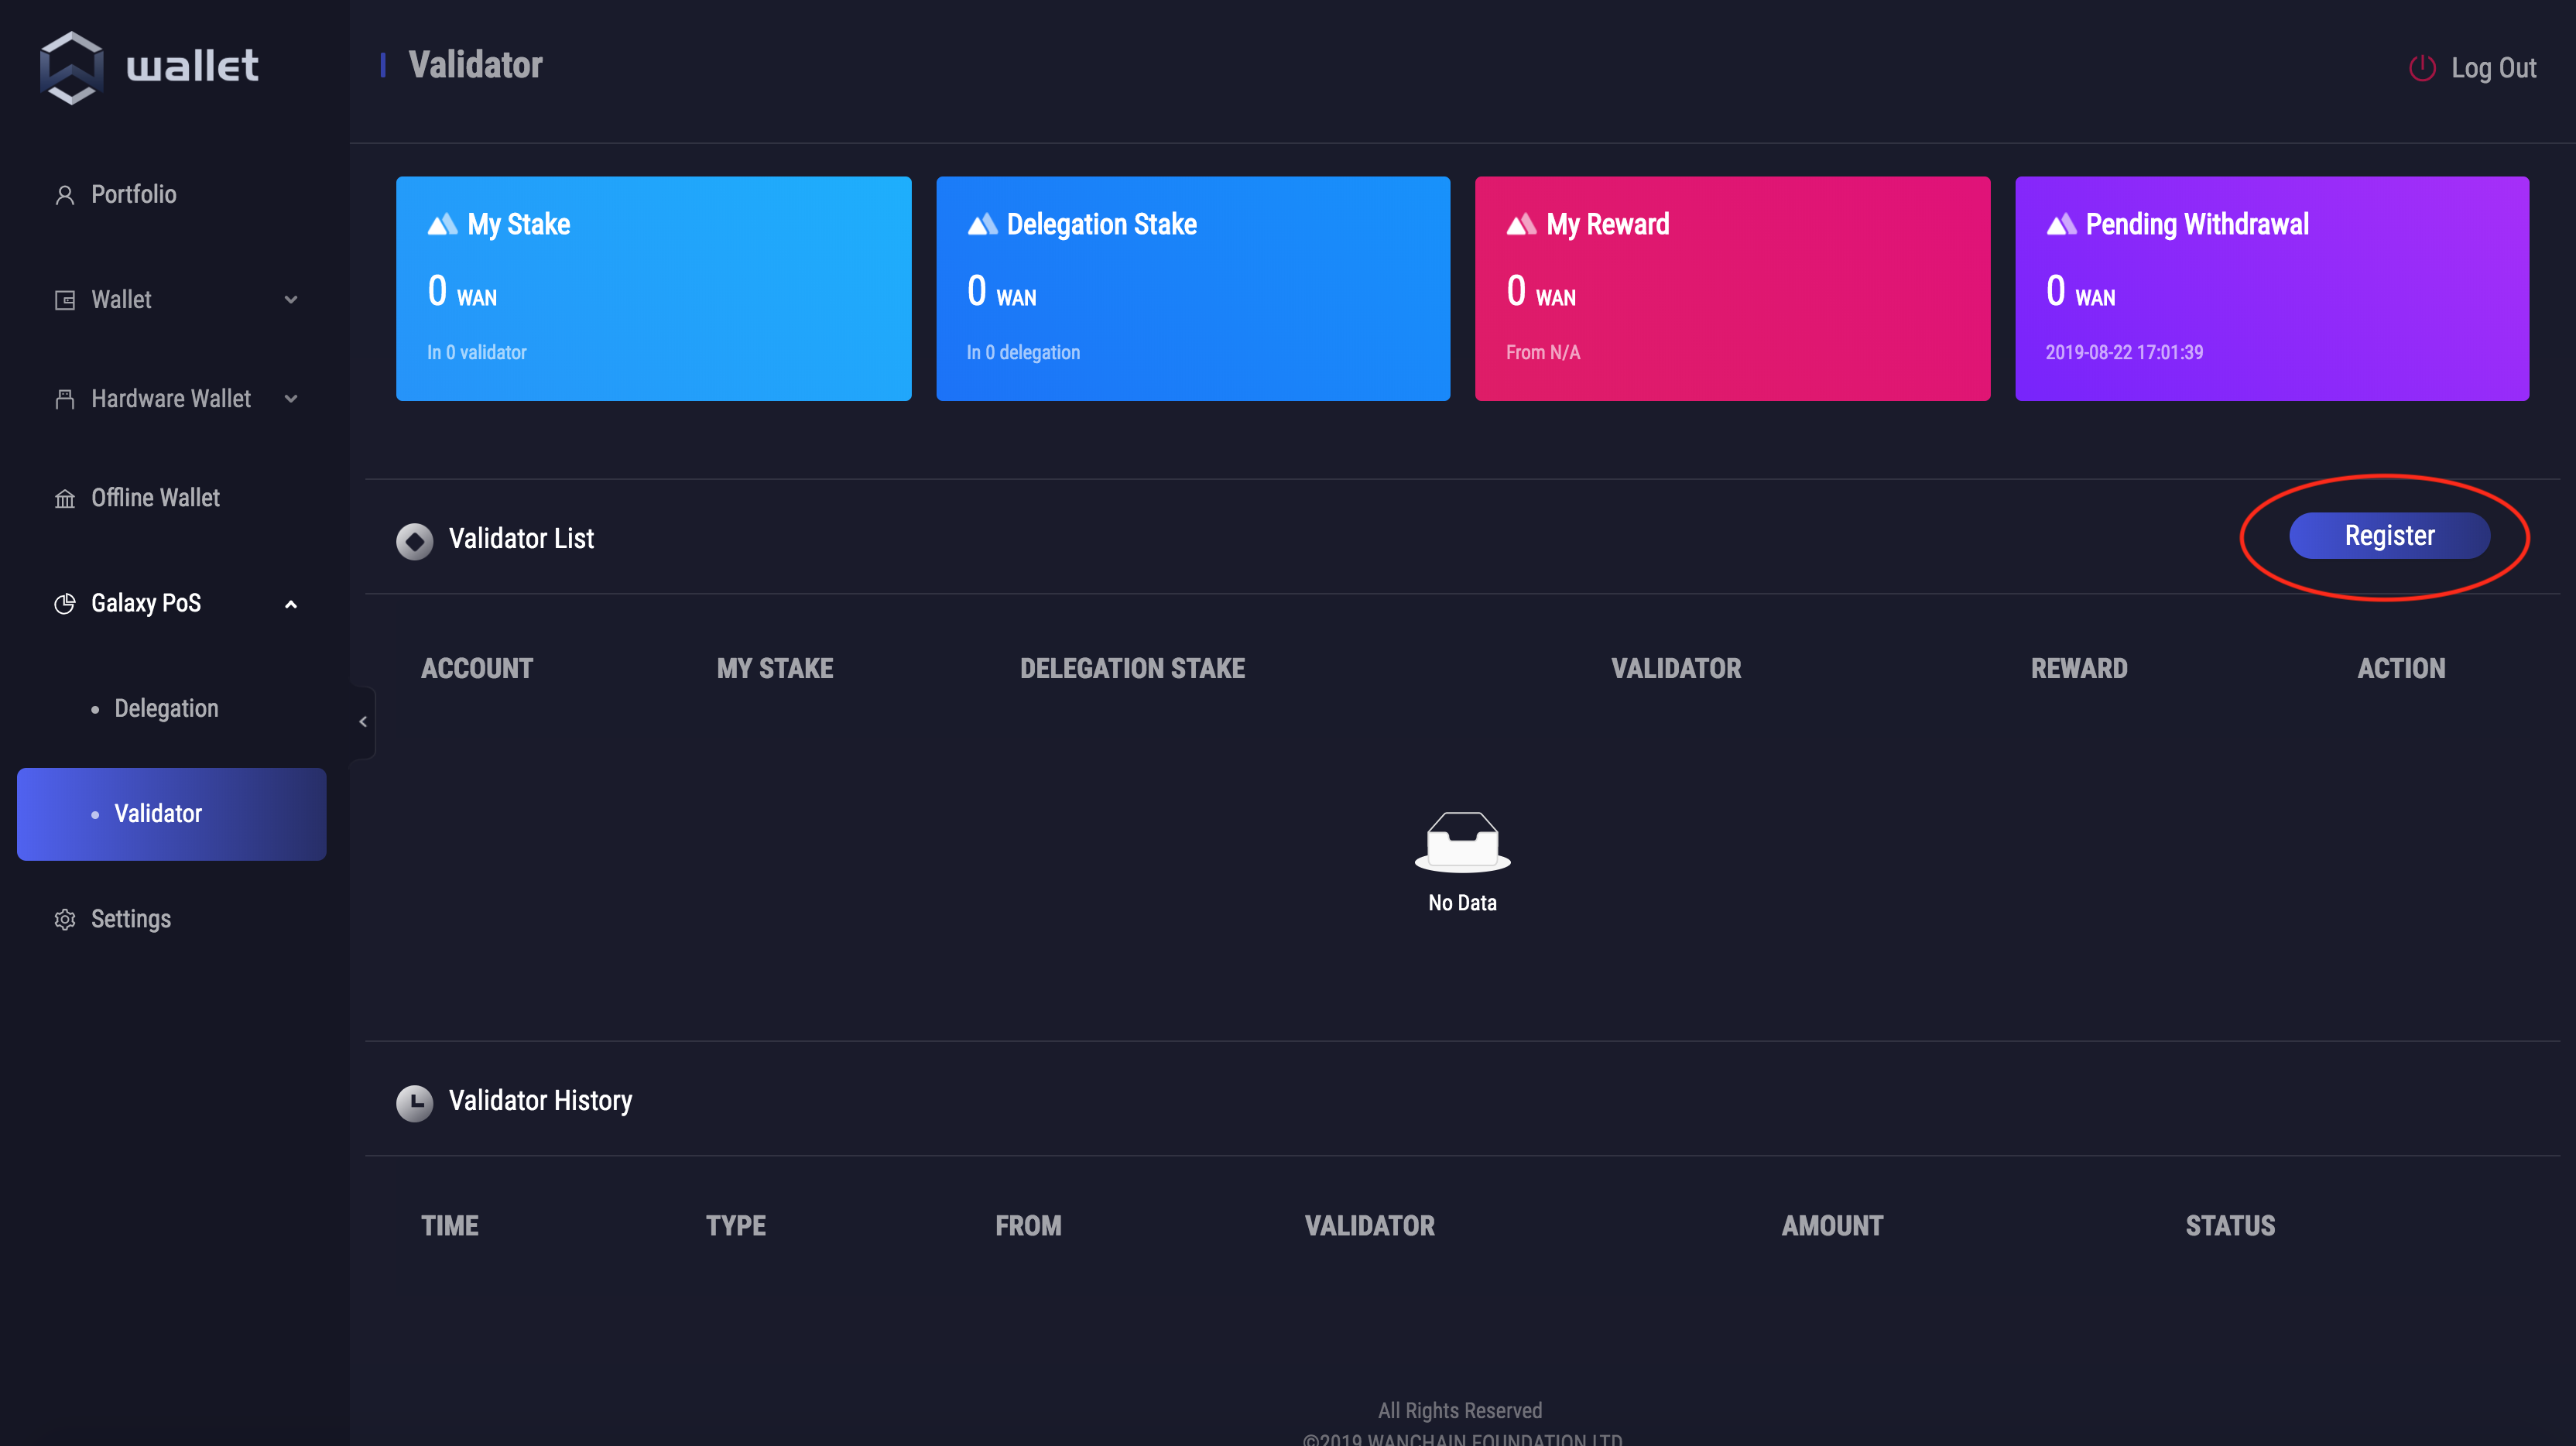 wallet
Validator
Log Out
Portfolio
Wallet
Hardware Wallet
Offline Wallet
Galaxy PoS
Delegation
Validator
Settings
My Stake
0 WAN
In 0 validator
Delegation Stake
0 WAN
In 0 delegation
My Reward
0 WAN
From N/A
Pending Withdrawal
0 WAN
2019-08-22 17:01:39
Validator List
Register
ACCOUNT MY STAKE DELEGATION STAKE VALIDATOR REWARD ACTION
No Data
Validator History
TIME TYPE FROM VALIDATOR AMOUNT STATUS
All Rights Reserved
©2019 WANCHAIN FOUNDATION LTD